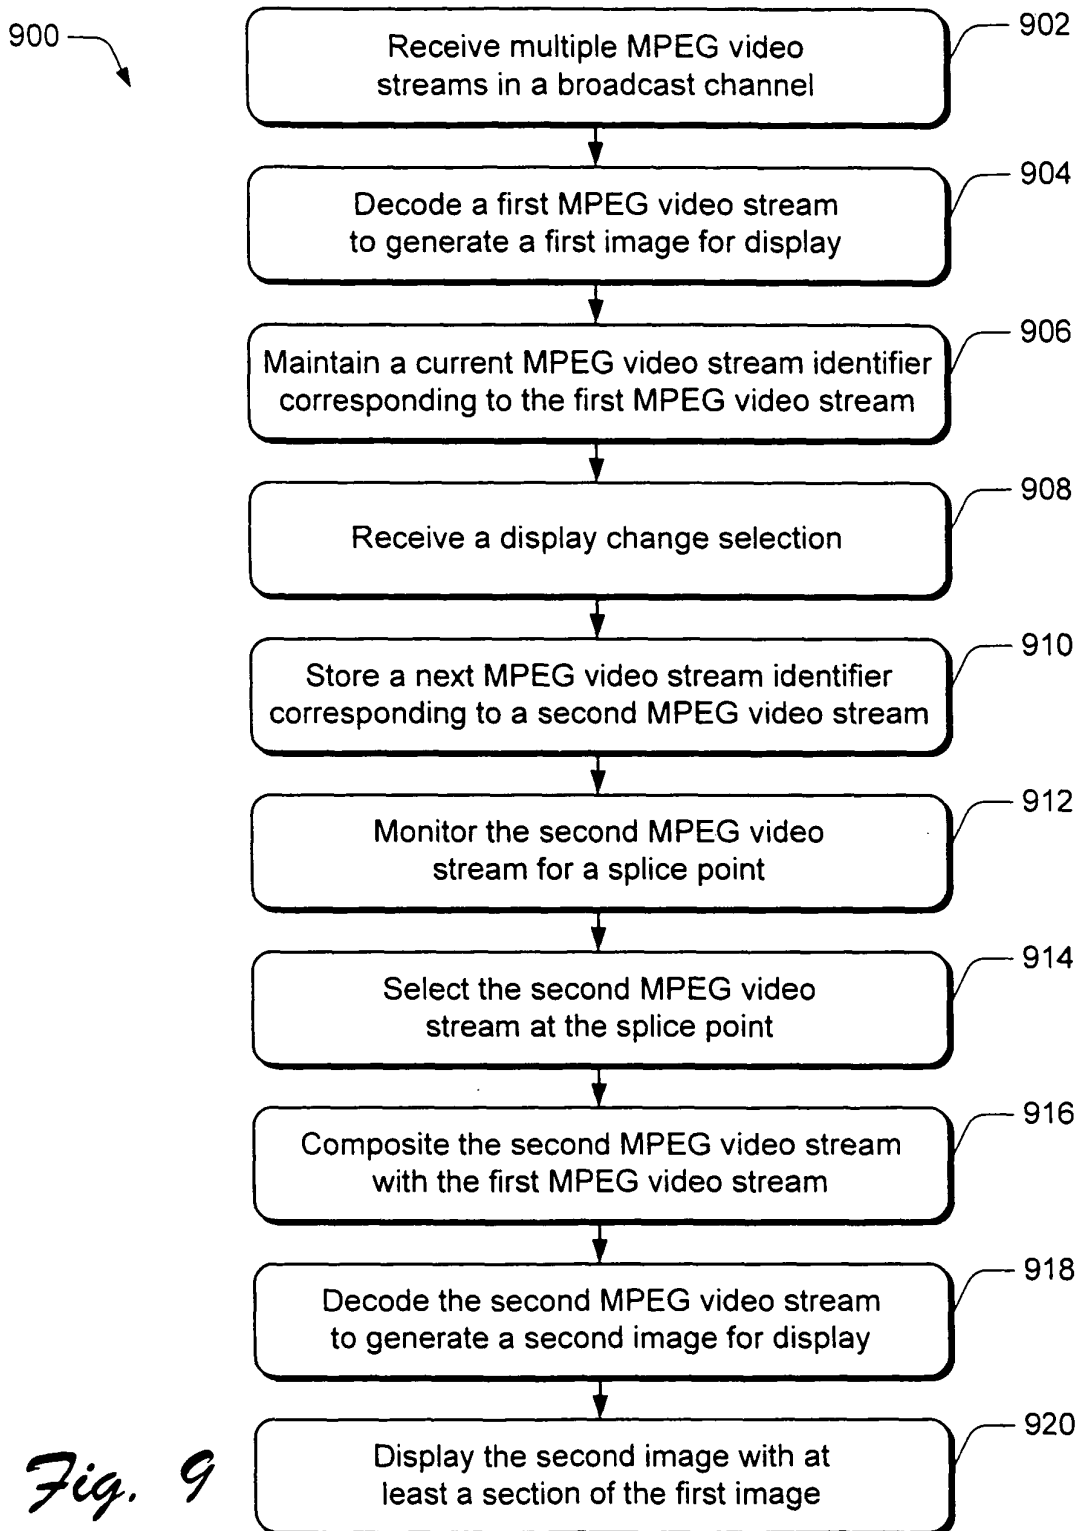 900
Receive multiple MPEG video
streams in a broadcast channel
902
Decode a first MPEG video stream
to generate a first image for display
904
Maintain a current MPEG video stream identifier
corresponding to the first MPEG video stream
906
Receive a display change selection
908
Store a next MPEG video stream identifier
corresponding to a second MPEG video stream
910
Monitor the second MPEG video
stream for a splice point
912
Select the second MPEG video
stream at the splice point
914
Composite the second MPEG video stream
with the first MPEG video stream
916
Decode the second MPEG video stream
to generate a second image for display
918
Display the second image with at
least a section of the first image
920
Fig. 9